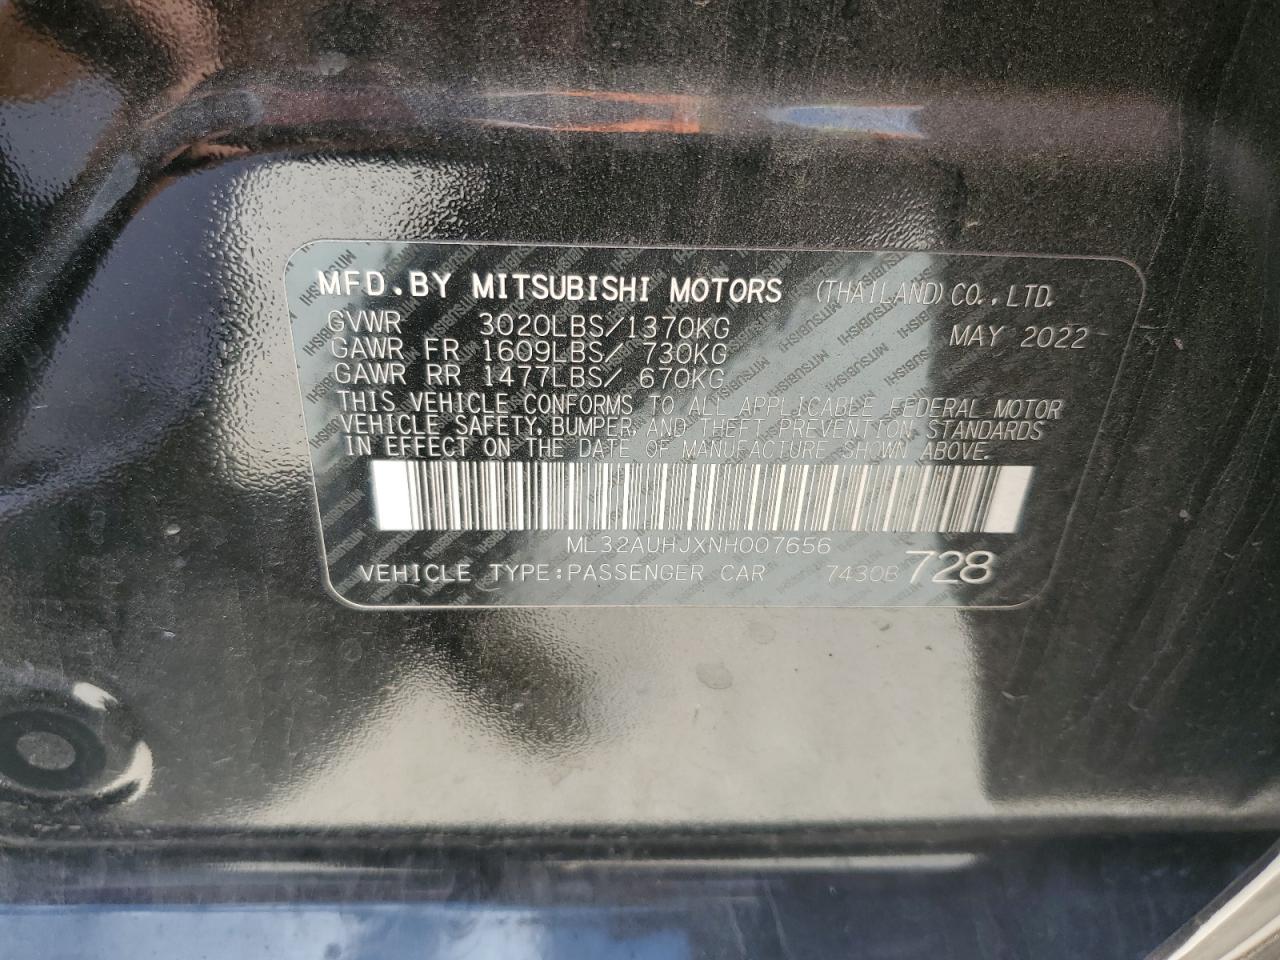 MFD.BY MITSUBISHI MOTORS (THAILAND) CO.,LTD.
GVWR 3020LBS/1370KG MAY 2022
GAWR FR 1609LBS/ 730KG
GAWR RR 1477LBS/ 670KG
THIS VEHICLE CONFORMS TO ALL APPLICABLE FEDERAL MOTOR
VEHICLE SAFETY, BUMPER, AND THEFT PREVENTION STANDARDS
IN EFFECT ON THE DATE OF MANUFACTURE SHOWN ABOVE.
ML32AUHJXNH007656
VEHICLE TYPE:PASSENGER CAR 7430B 728